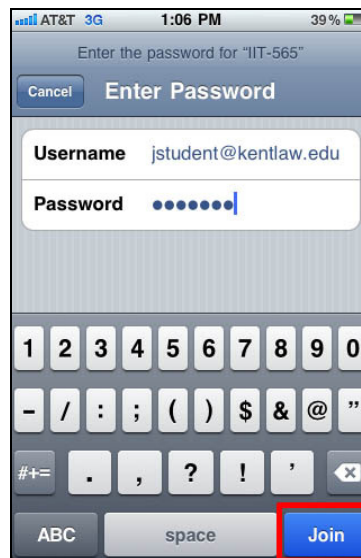 AT&T 3G 1:06 PM 39%
Enter the password for “IIT-565”
Cancel Enter Password
Username jstudent@kentlaw.edu
Password •••••••
1 2 3 4 5 6 7 8 9 0
- / : ; ( ) $ & @ ”
#+= . , ? ! ’
ABC space Join